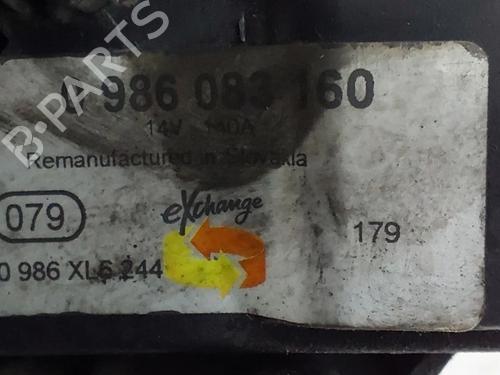 B-PARTS
986 083 160
14V 140A
Remanufactured in Slovakia
079
eXchange
179
0 986 XL6 244